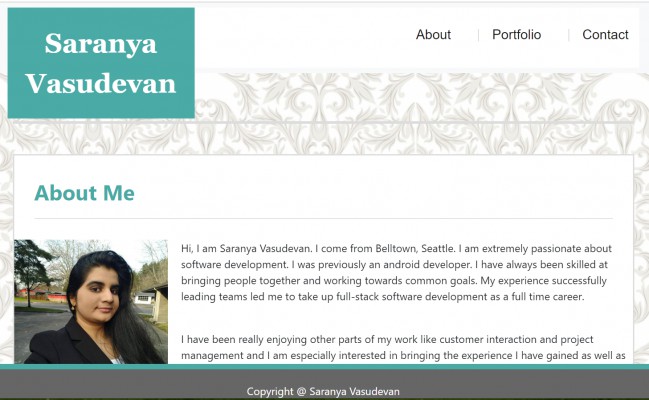 Saranya
Vasudevan
About
Portfolio
Contact
About Me
Hi, I am Saranya Vasudevan. I come from Belltown, Seattle. I am extremely passionate about
software development. I was previously an android developer. I have always been skilled at
bringing people together and working towards common goals. My experience successfully
leading teams led me to take up full-stack software development as a full time career.
I have been really enjoying other parts of my work like customer interaction and project
management and I am especially interested in bringing the experience I have gained as well as
Copyright @ Saranya Vasudevan